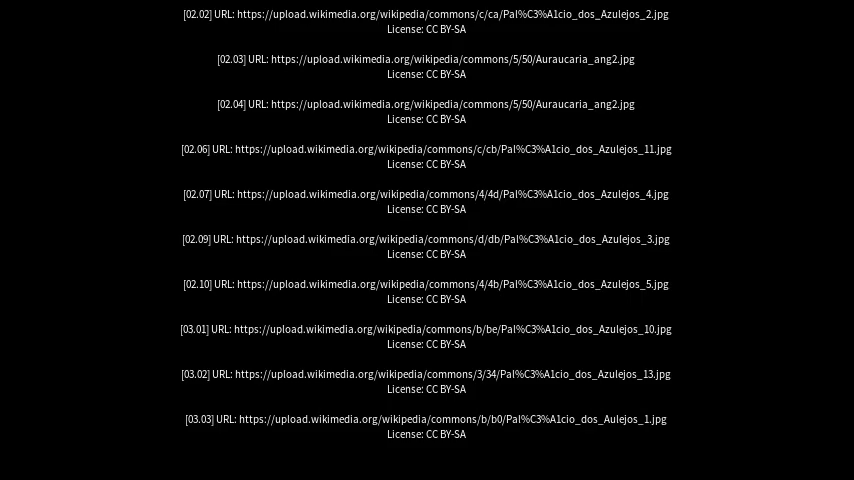 [02.02] URL: https://upload.wikimedia.org/wikipedia/commons/c/ca/Pal%C3%A1cio_dos_Azulejos_2.jpg
License: CC BY-SA
[02.03] URL: https://upload.wikimedia.org/wikipedia/commons/5/50/Auraucaria_ang2.jpg
License: CC BY-SA
[02.04] URL: https://upload.wikimedia.org/wikipedia/commons/5/50/Auraucaria_ang2.jpg
License: CC BY-SA
[02.06] URL: https://upload.wikimedia.org/wikipedia/commons/c/cb/Pal%C3%A1cio_dos_Azulejos_11.jpg
License: CC BY-SA
[02.07] URL: https://upload.wikimedia.org/wikipedia/commons/4/4d/Pal%C3%A1cio_dos_Azulejos_4.jpg
License: CC BY-SA
[02.09] URL: https://upload.wikimedia.org/wikipedia/commons/d/db/Pal%C3%A1cio_dos_Azulejos_3.jpg
License: CC BY-SA
[02.10] URL: https://upload.wikimedia.org/wikipedia/commons/4/4b/Pal%C3%A1cio_dos_Azulejos_5.jpg
License: CC BY-SA
[03.01] URL: https://upload.wikimedia.org/wikipedia/commons/b/be/Pal%C3%A1cio_dos_Azulejos_10.jpg
License: CC BY-SA
[03.02] URL: https://upload.wikimedia.org/wikipedia/commons/3/34/Pal%C3%A1cio_dos_Azulejos_13.jpg
License: CC BY-SA
[03.03] URL: https://upload.wikimedia.org/wikipedia/commons/b/b0/Pal%C3%A1cio_dos_Aulejos_1.jpg
License: CC BY-SA